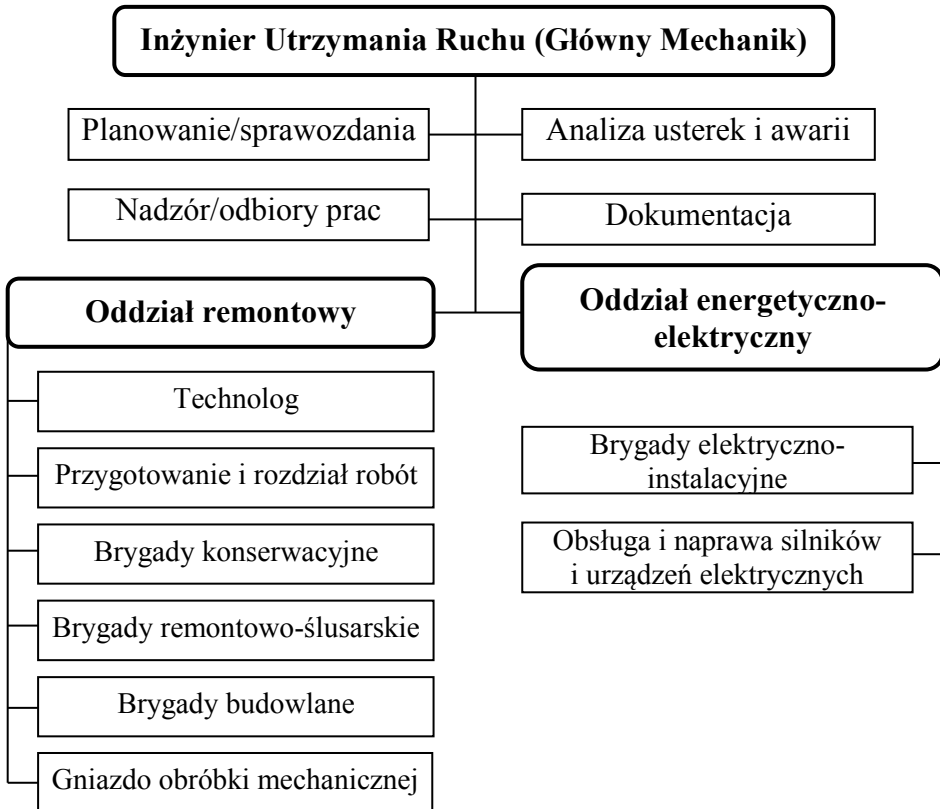 Inżynier Utrzymania Ruchu (Główny Mechanik)
Planowanie/sprawozdania
Analiza usterek i awarii
Nadzór/odbiory prac
Dokumentacja
Oddział remontowy
Oddział energetyczno-
elektryczny
Technolog
Przygotowanie i rozdział robót
Brygady konserwacyjne
Brygady remontowo-ślusarskie
Brygady budowlane
Gniazdo obróbki mechanicznej
Brygady elektryczno-
instalacyjne
Obsługa i naprawa silników
i urządzeń elektrycznych